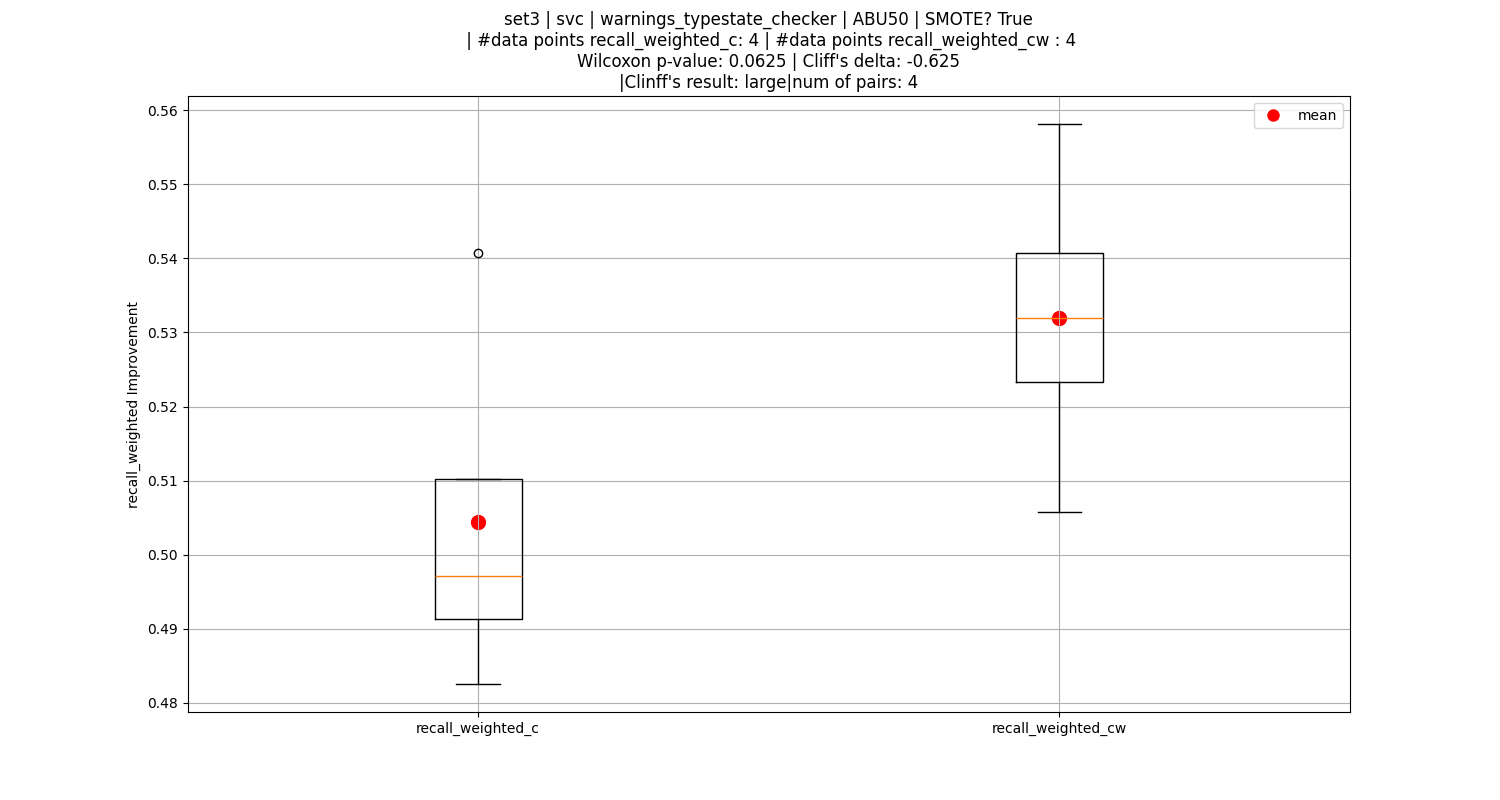 set3 | svc | warnings_typestate_checker | ABU50 | SMOTE? True
| #data points recall_weighted_c: 4 | #data points recall_weighted_cw : 4
Wilcoxon p-value: 0.0625 | Cliff's delta: -0.625
|Clinff's result: large|num of pairs: 4
mean
0.56
0.55
0.54
0.53
0.52
0.51
0.50
0.49
0.48
recall_weighted Improvement
recall_weighted_c
recall_weighted_cw